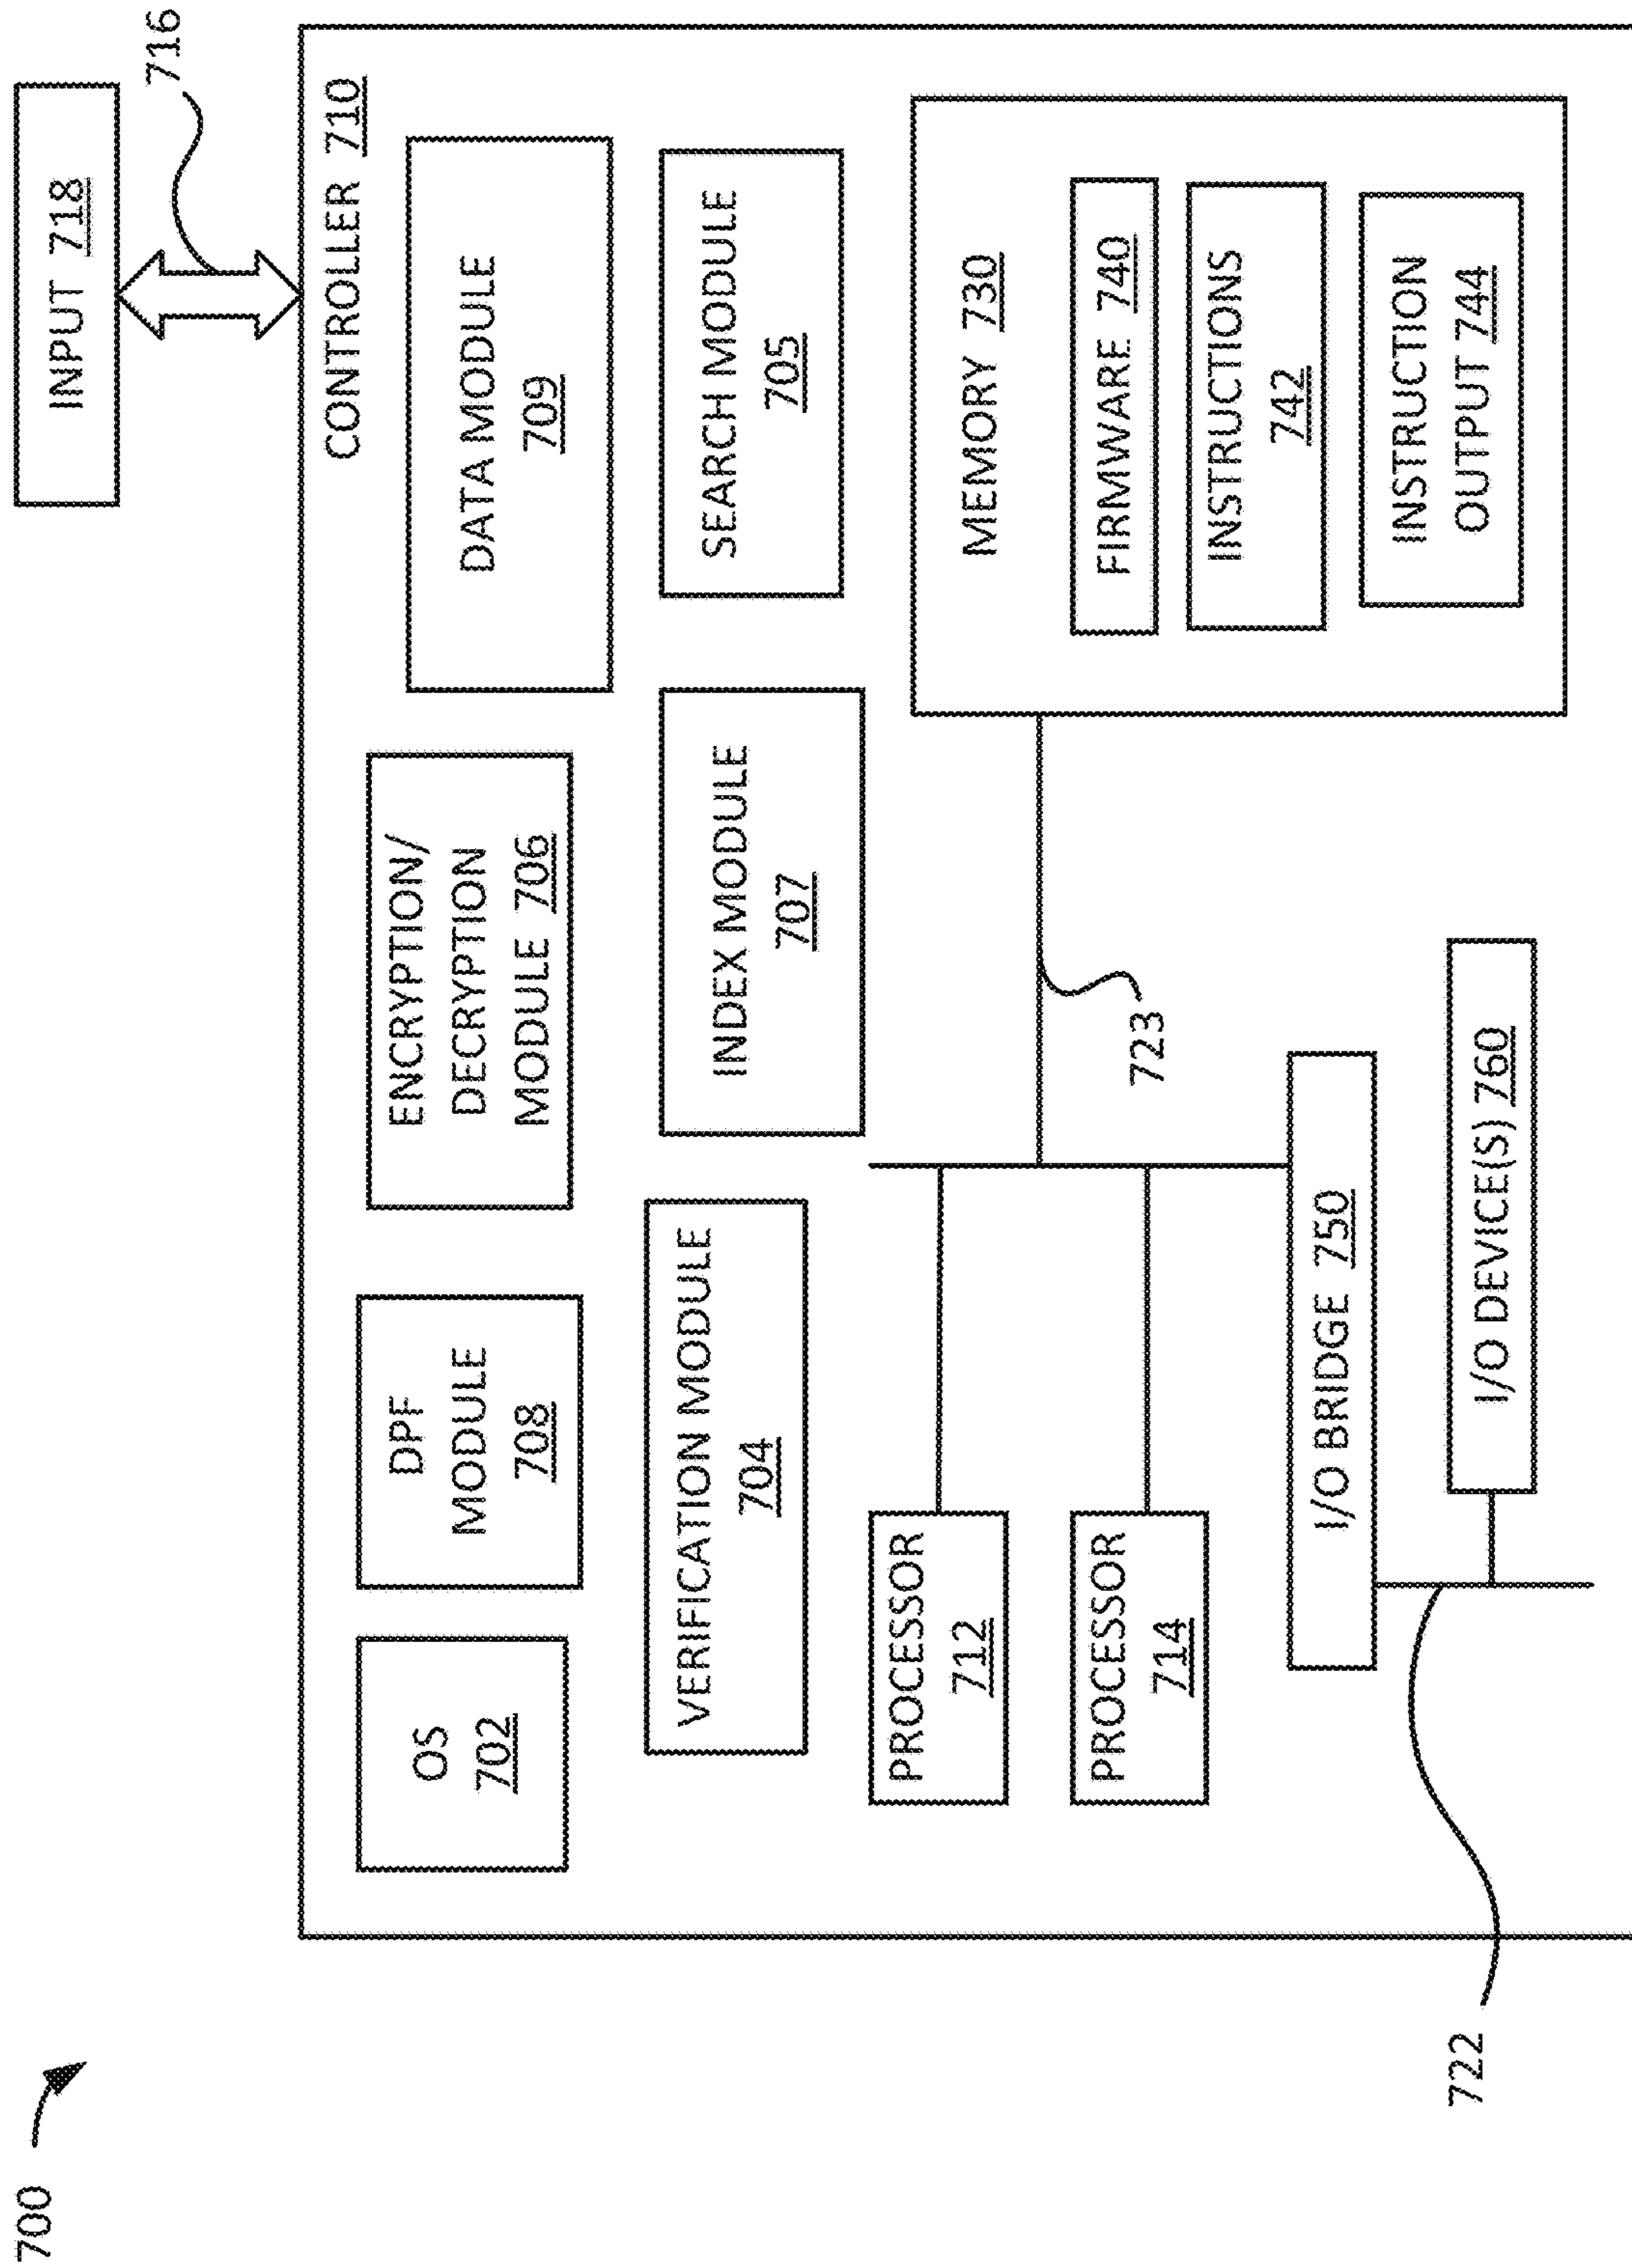 700
INPUT 718
716
CONTROLLER 710
OS
702
DPF
MODULE
708
ENCRYPTION/
DECRYPTION
MODULE 706
DATA MODULE
709
VERIFICATION MODULE
704
INDEX MODULE
707
SEARCH MODULE
705
PROCESSOR
712
PROCESSOR
714
MEMORY 730
FIRMWARE 740
INSTRUCTIONS
742
INSTRUCTION
OUTPUT 744
723
I/O BRIDGE 750
I/O DEVICE(S) 760
722